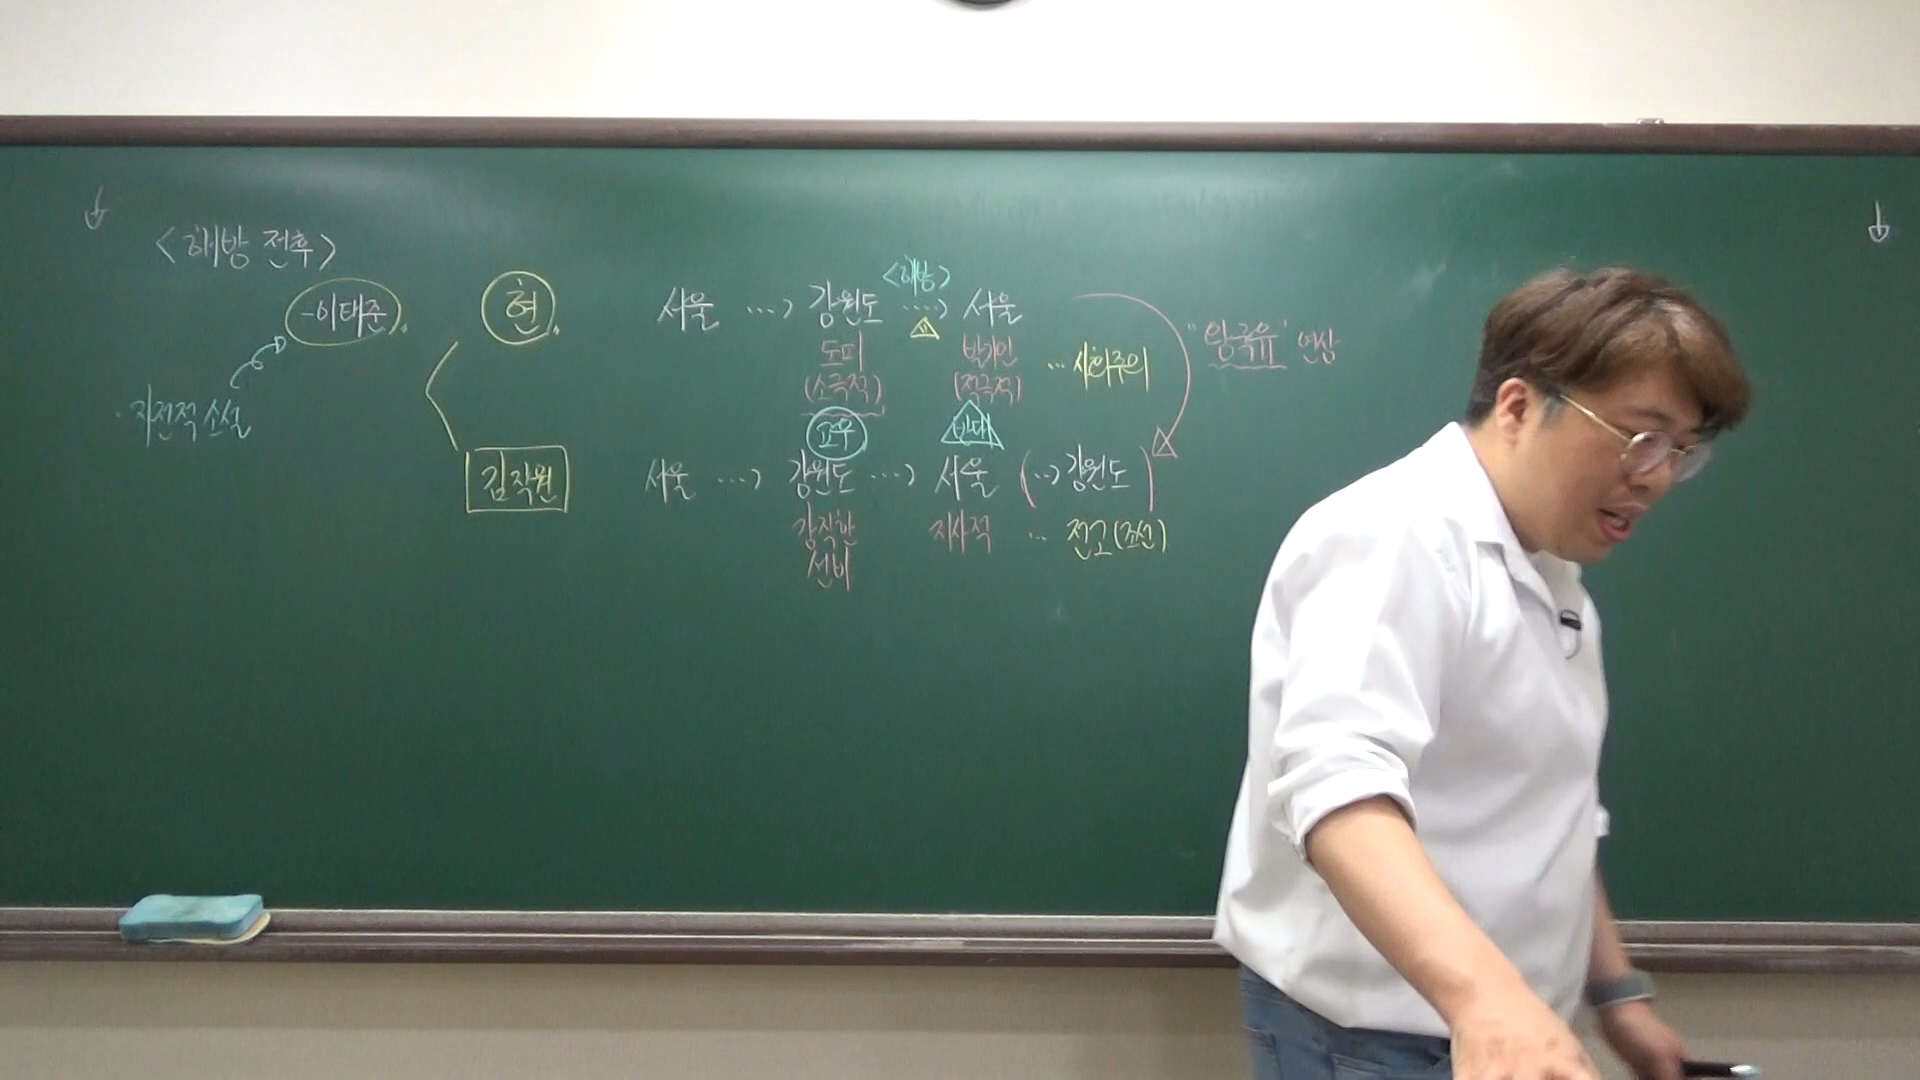 <해방 전후>
-이태준
·자전적 소설
현
김직원
<해방>
서울 …> 강원도 …> 서울
도피 박차인 … 사회주의
(소극적) (적극적)
"왕국유" 연상
교우 반대
서울 …> 강원도 …> 서울 (…> 강원도)
강직한 지사적 … 전고(조선)
선비